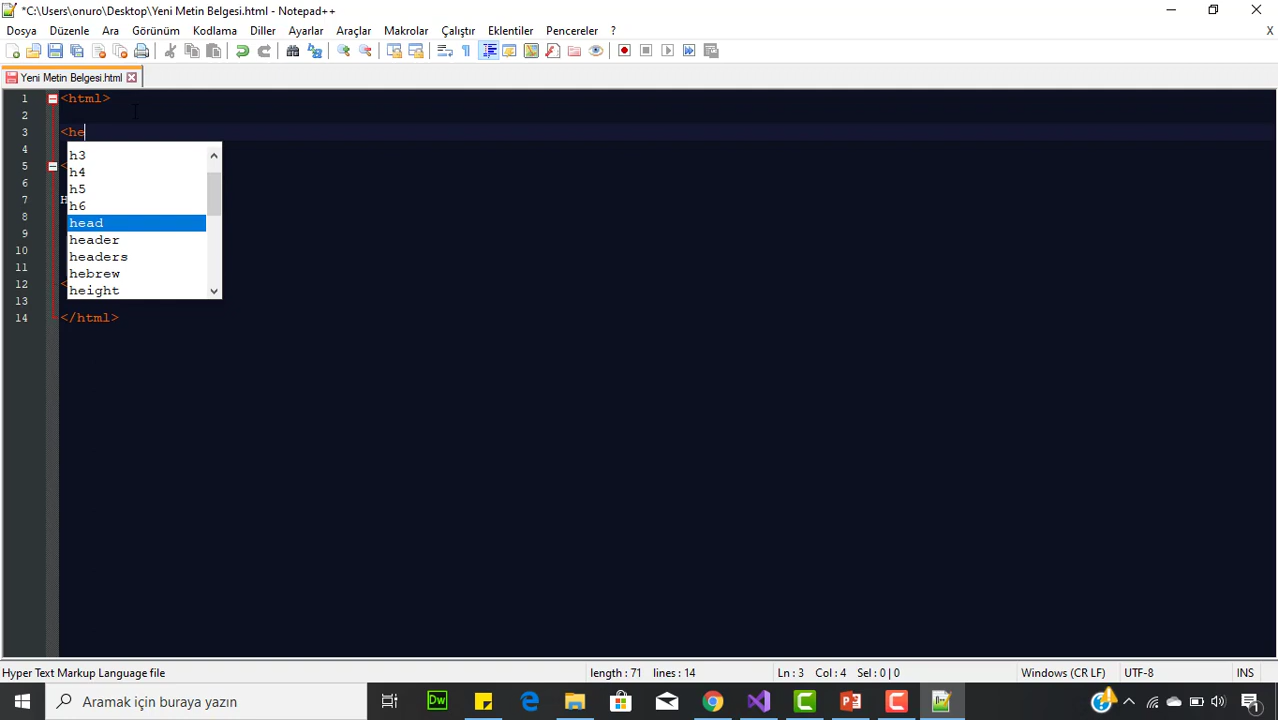 *C:\Users\onuro\Desktop\Yeni Metin Belgesi.html - Notepad++
Dosya Düzenle Ara Görünüm Kodlama Diller Ayarlar Araçlar Makrolar Çalıştır Eklentiler Pencereler ? X
Yeni Metin Belgesi.html
1 <html>
2
3 <he
4
h3
5 <
h4
6
h5
7 H
h6
8
head
9
header
10
headers
11
hebrew
12 <
height
13
14 </html>
Hyper Text Markup Language file length : 71 lines : 14 Ln : 3 Col : 4 Sel : 0 | 0 Windows (CR LF) UTF-8 INS
Aramak için buraya yazın Dw 1